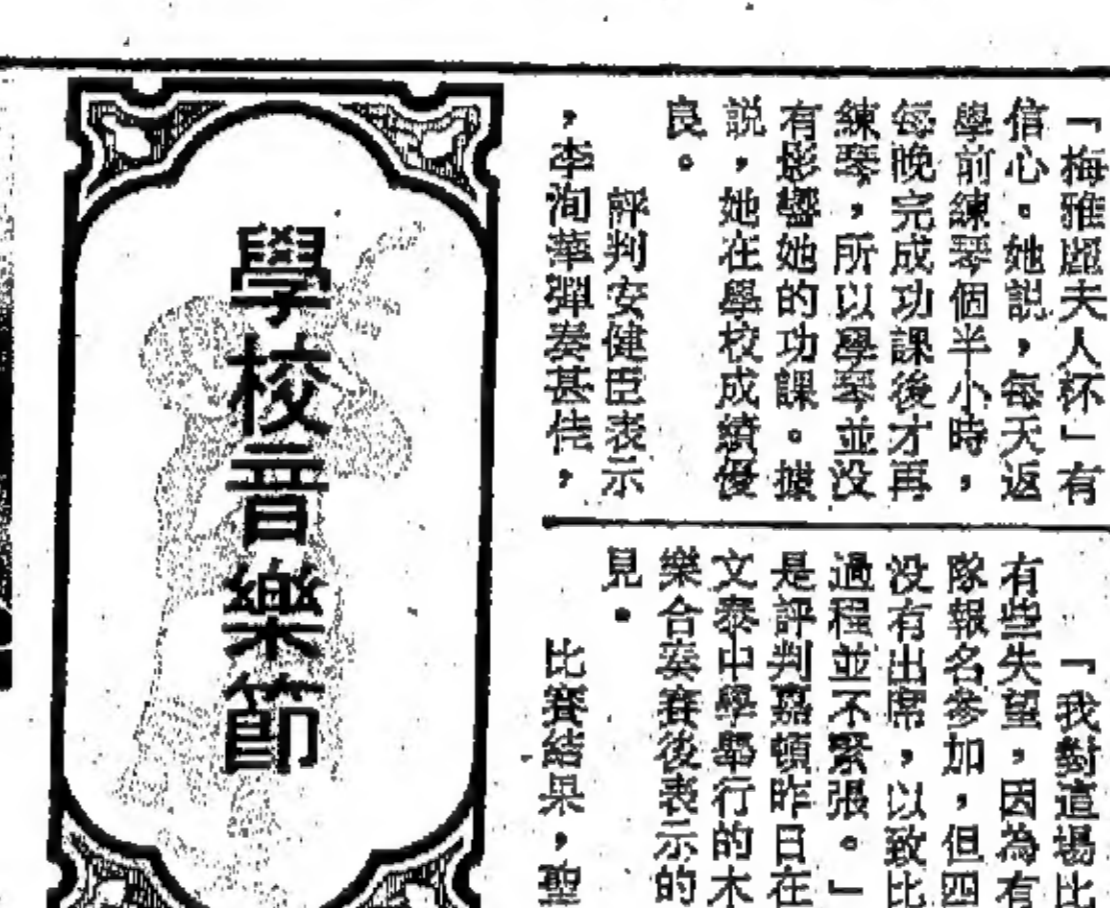 「梅雅麗夫人杯」有
信心。她説，每天返
學前練琴個半小時，
每晚完成功課後才再
練琴，所以學琴並没
有影響她的功課。據
説，她在學校成績優
良。
評判安健臣表示
，李洵華彈奏甚佳，
「我對這場比
有些失望，因為有
隊報名參加，但四
没有出席，以致比
過程並不緊張。」
是評判嘉頓昨日在
文泰中學舉行的木
樂合奏賽後表示的
見。
比賽結果，聖
學校音樂節